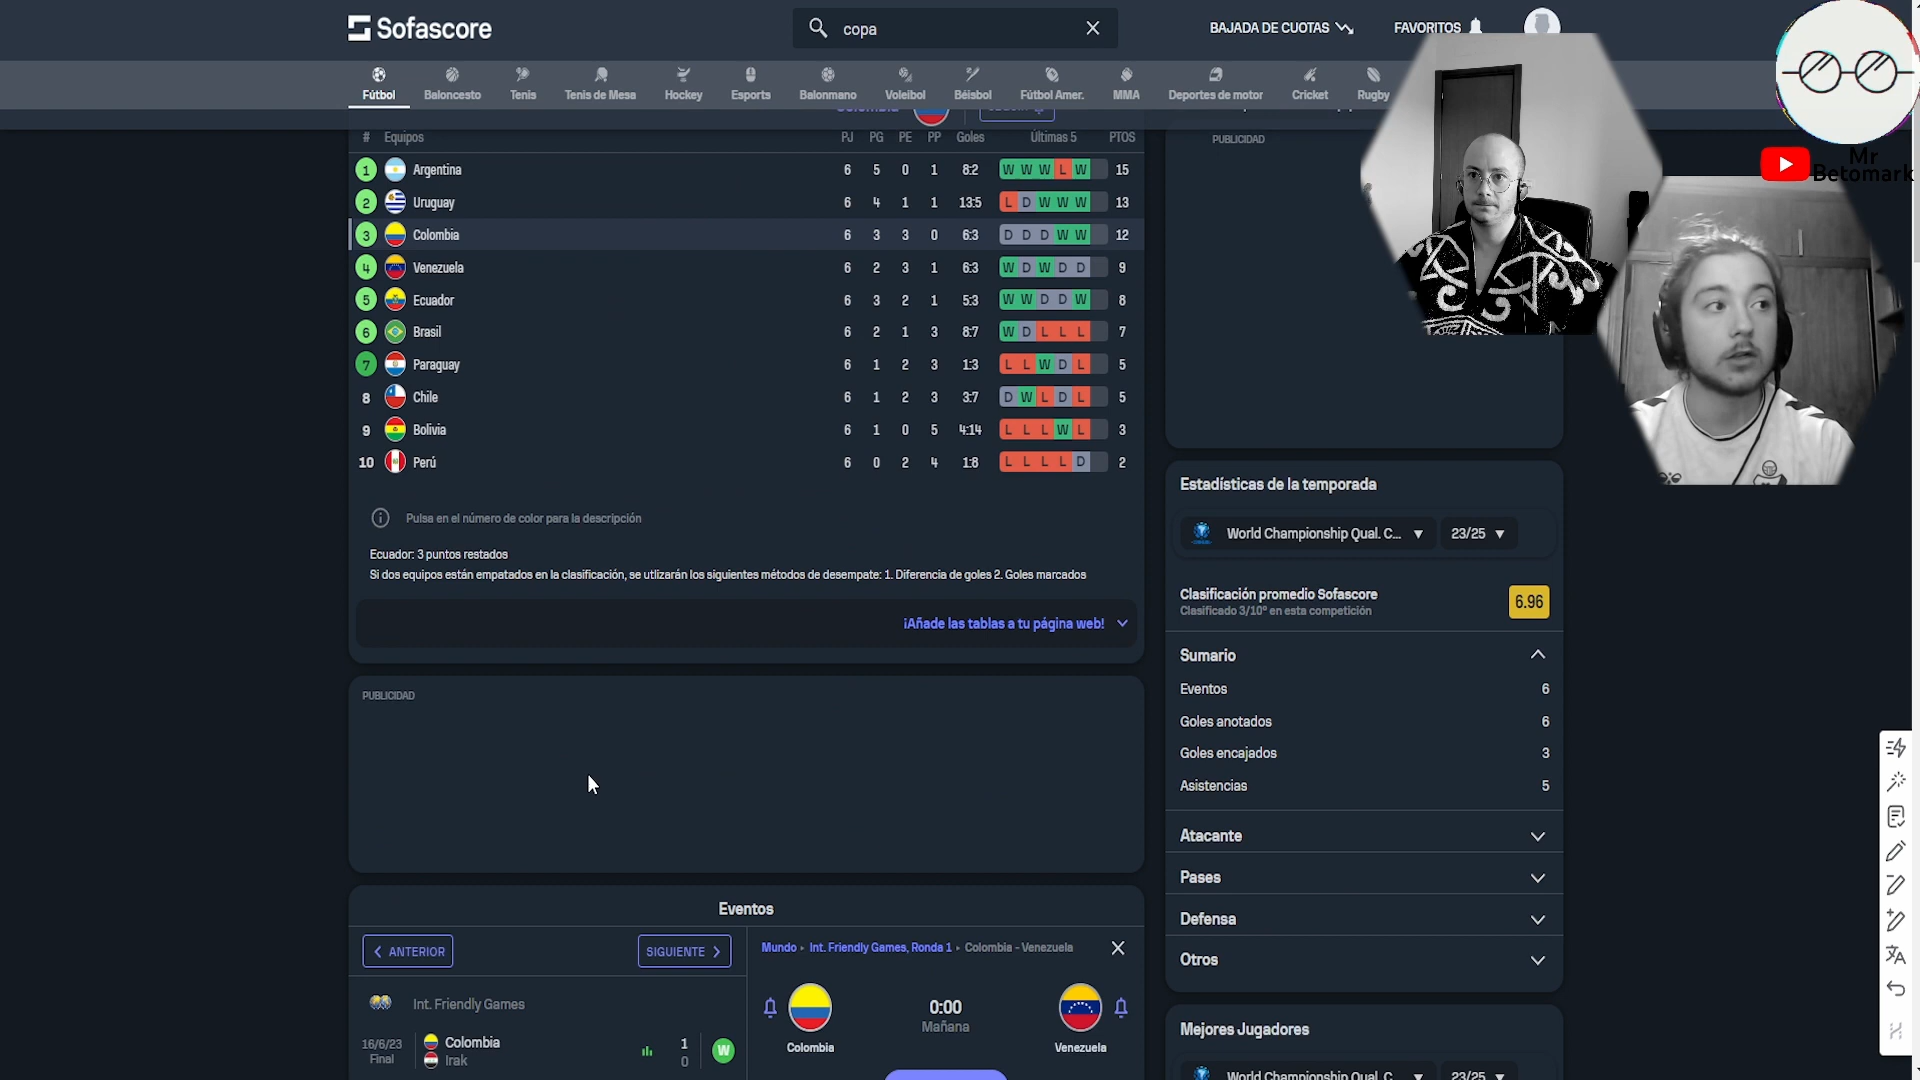 Sofascore
copa
BAJADA DE CUOTAS
FAVORITOS
Fútbol
Baloncesto
Tenis
Tenis de Mesa
Hockey
Esports
Balonmano
Voleibol
Béisbol
Fútbol Amer.
MMA
Deportes de motor
Cricket
Rugby
Mr
Betomark
# Equipos PJ PG PE PP Goles Últimas 5 PTOS
1 Argentina 6 5 0 1 8:2 W W W L W 15
2 Uruguay 6 4 1 1 13:5 L D W W W 13
3 Colombia 6 3 3 0 6:3 D D D W W 12
4 Venezuela 6 2 3 1 6:3 W D W D D 9
5 Ecuador 6 3 2 1 5:3 W W D D W 8
6 Brasil 6 2 1 3 8:7 W D L L L 7
7 Paraguay 6 1 2 3 1:3 L L W D L 5
8 Chile 6 1 2 3 3:7 D W L D L 5
9 Bolivia 6 1 0 5 4:14 L L L W L 3
10 Perú 6 0 2 4 1:8 L L L L D 2
Pulsa en el número de color para la descripción
Ecuador: 3 puntos restados
Si dos equipos están empatados en la clasificación, se utlizarán los siguientes métodos de desempate: 1. Diferencia de goles 2. Goles marcados
¡Añade las tablas a tu página web!
PUBLICIDAD
Eventos
ANTERIOR
SIGUIENTE
Int. Friendly Games
16/6/23
Final
Colombia 1
Irak 0
W
Mundo Int. Friendly Games, Ronda 1 Colombia - Venezuela
0:00
Mañana
Colombia
Venezuela
PUBLICIDAD
Estadísticas de la temporada
World Championship Qual. C...
23/25
Clasificación promedio Sofascore
Clasificado 3/10º en esta competición
6.96
Sumario
Eventos 6
Goles anotados 6
Goles encajados 3
Asistencias 5
Atacante
Pases
Defensa
Otros
Mejores Jugadores
World Championship Qual. C...
23/25